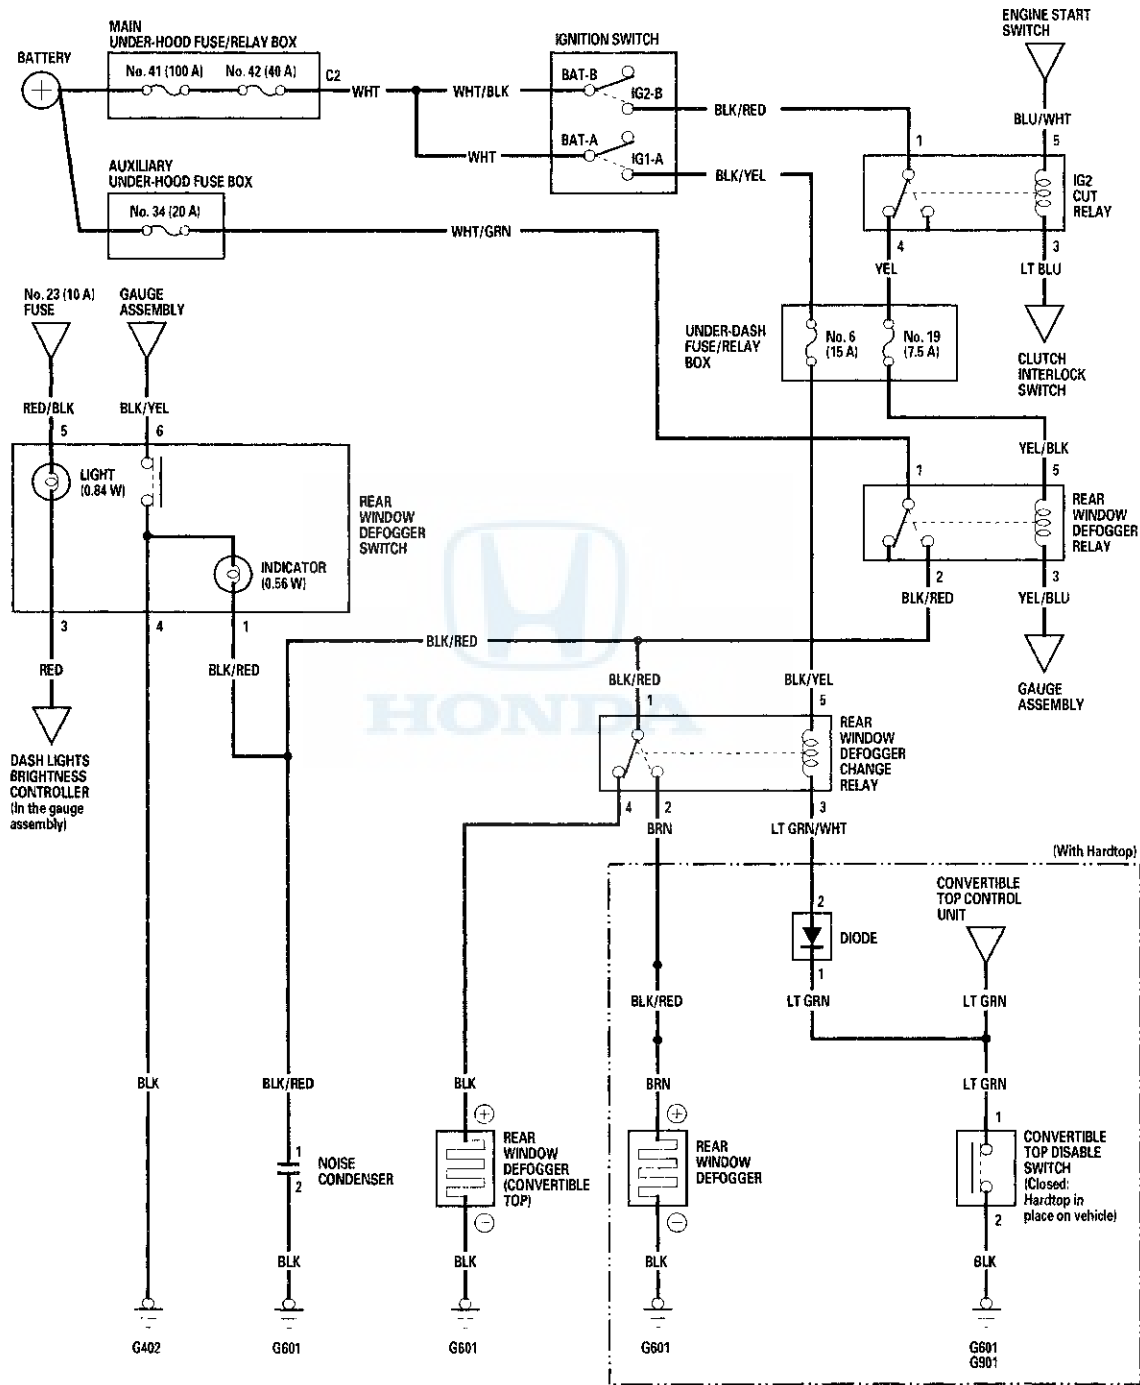 ENGINE START
SWITCH
MAIN
UNDER-HOOD FUSE/RELAY BOX
IGNITION SWITCH
BATTERY
No. 41 (100 A)
No. 42 (40 A)
C2
WHT
WHT/BLK
BAT-B
IG2-B
BLK/RED
BLU/WHT
BAT-A
WHT
IG1-A
BLK/YEL
1
5
AUXILIARY
UNDER-HOOD FUSE BOX
IG2
CUT
RELAY
No. 34 (20 A)
WHT/GRN
4
3
YEL
LT BLU
No. 23 (10 A)
FUSE
GAUGE
ASSEMBLY
UNDER-DASH
FUSE/RELAY
BOX
No. 6
(15 A)
No. 19
(7.5 A)
CLUTCH
INTERLOCK
SWITCH
RED/BLK
BLK/YEL
5
6
YEL/BLK
1
5
LIGHT
(0.84 W)
REAR
WINDOW
DEFOGGER
SWITCH
REAR
WINDOW
DEFOGGER
RELAY
INDICATOR
(0.56 W)
2
3
BLK/RED
YEL/BLU
3
4
1
BLK/RED
RED
BLK/RED
BLK/RED
BLK/YEL
GAUGE
ASSEMBLY
1
5
HONDA
REAR
WINDOW
DEFOGGER
CHANGE
RELAY
DASH LIGHTS
BRIGHTNESS
CONTROLLER
(In the gauge
assembly)
4
2
3
BRN
LT GRN/WHT
(With Hardtop)
CONVERTIBLE
TOP CONTROL
UNIT
2
DIODE
1
BLK/RED
LT GRN
LT GRN
BLK
BLK/RED
BLK
BRN
LT GRN
+
+
1
1
2
NOISE
CONDENSER
REAR
WINDOW
DEFOGGER
(CONVERTIBLE
TOP)
REAR
WINDOW
DEFOGGER
CONVERTIBLE
TOP DISABLE
SWITCH
(Closed:
Hardtop in
place on vehicle)
−
−
2
BLK
BLK
BLK
BLK
G402
G601
G601
G601
G601
G901